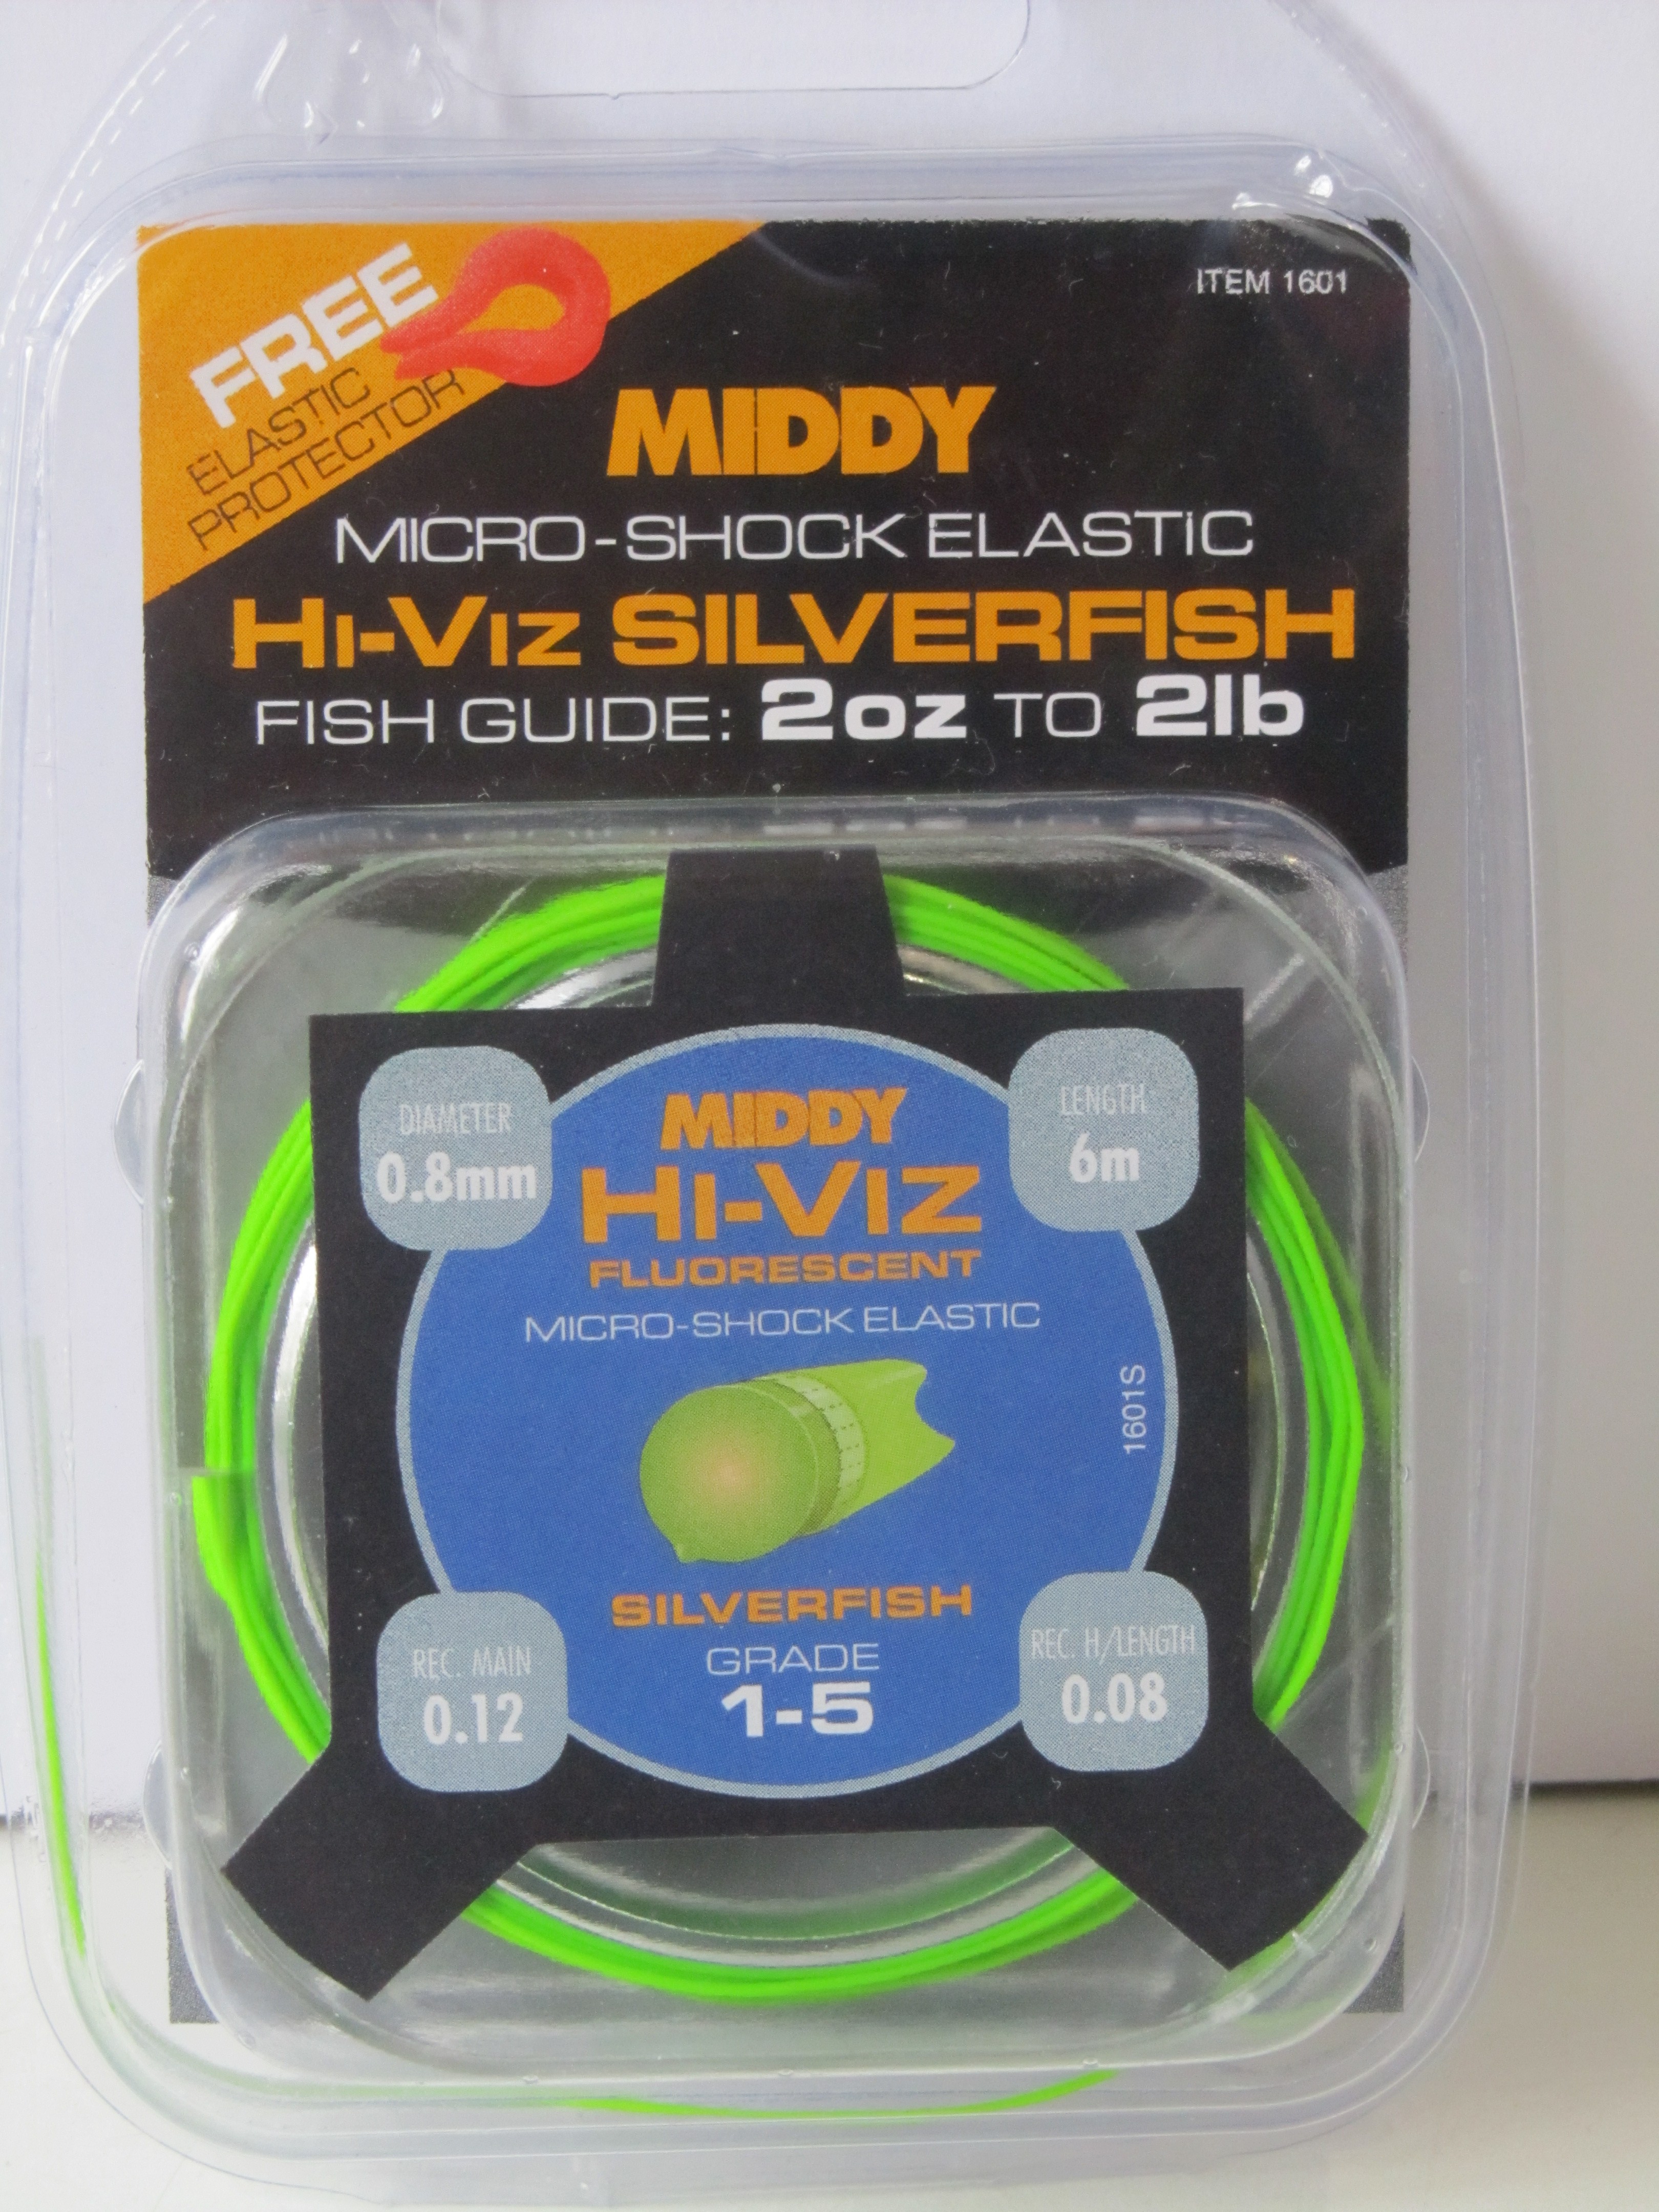 FREE
ELASTIC
PROTECTOR
ITEM 1601
MIDDY
MICRO-SHOCK ELASTIC
HI-VIZ SILVERFISH
FISH GUIDE: 2oz TO 2lb
DIAMETER
0.8mm
LENGTH
6m
MIDDY
HI-VIZ
FLUORESCENT
MICRO-SHOCK ELASTIC
1601S
SILVERFISH
GRADE
1-5
REC. MAIN
0.12
REC. H/LENGTH
0.08